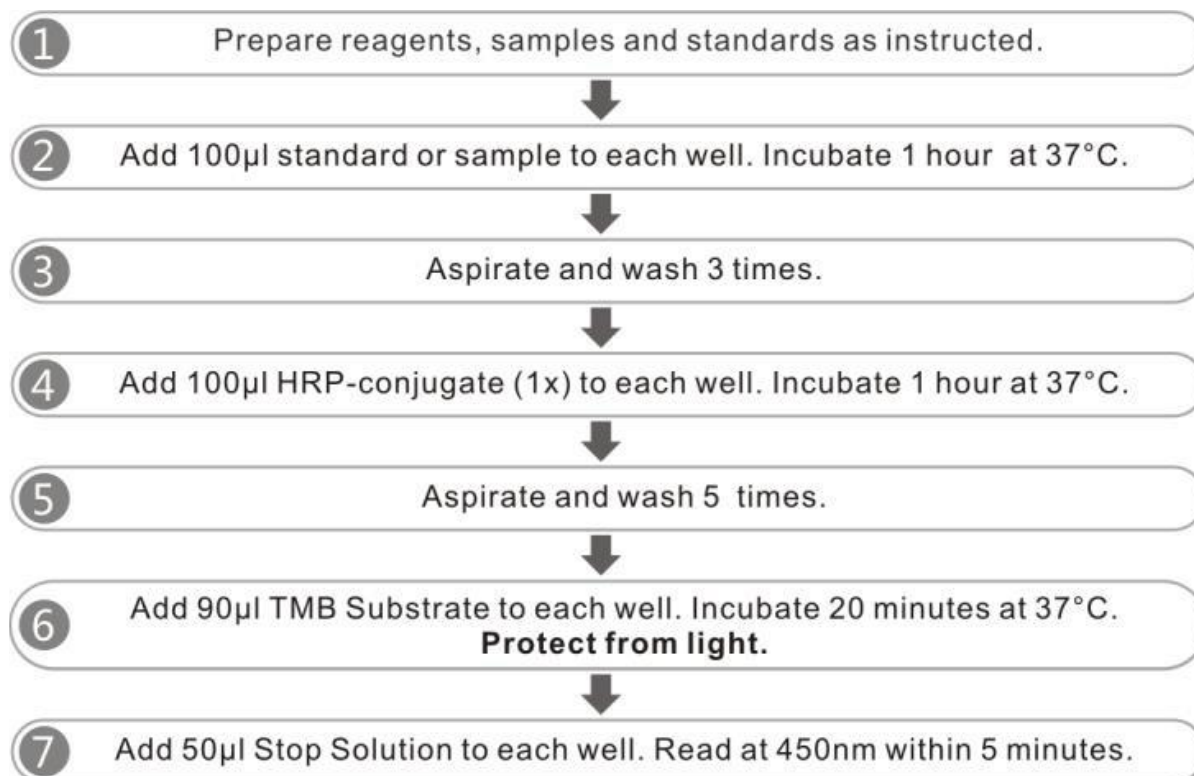 1 Prepare reagents, samples and standards as instructed.
2 Add 100µl standard or sample to each well. Incubate 1 hour at 37°C.
3 Aspirate and wash 3 times.
4 Add 100µl HRP-conjugate (1x) to each well. Incubate 1 hour at 37°C.
5 Aspirate and wash 5 times.
6 Add 90µl TMB Substrate to each well. Incubate 20 minutes at 37°C.
Protect from light.
7 Add 50µl Stop Solution to each well. Read at 450nm within 5 minutes.